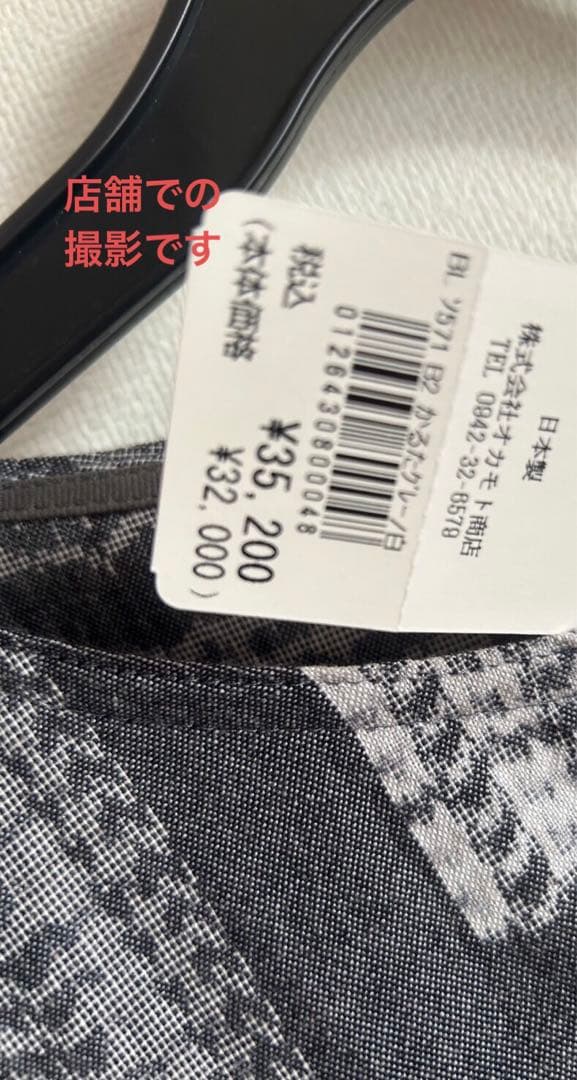 店舗での
撮影です
日本製
株式会社オカモト商店
TEL 0942-32-8578
BL ソ571 B2 かるたグレー/白
0126430800048
税込 ¥35,200
(本体価格 ¥32,000)